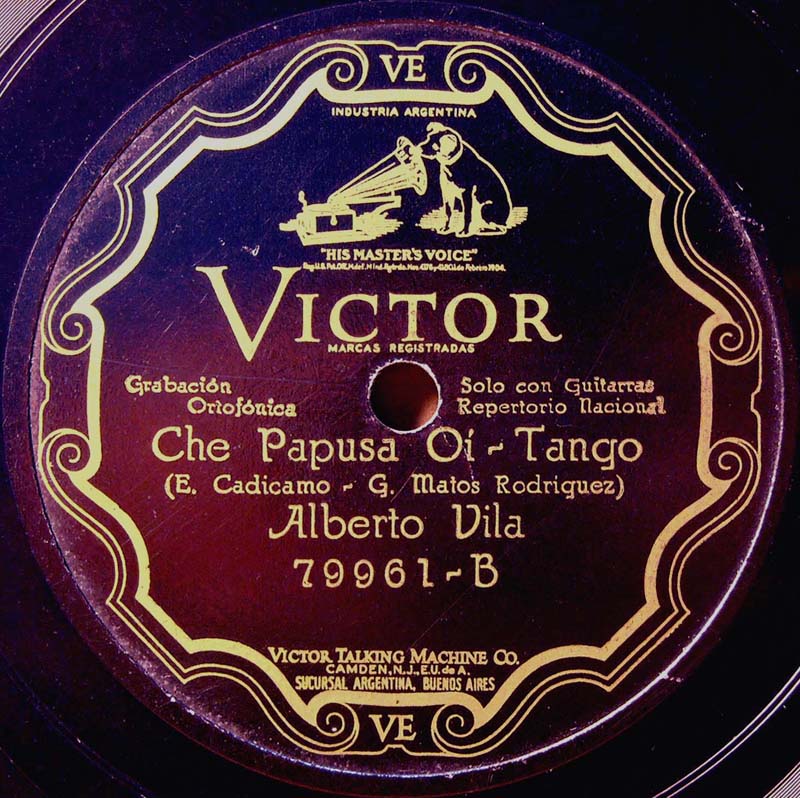 VE
INDUSTRIA ARGENTINA
"HIS MASTER'S VOICE"
VICTOR
MARCAS REGISTRADAS
Grabación Ortofónica
Solo con Guitarras
Repertorio Nacional
Che Papusa Oí - Tango
(E. Cadicamo - G. Matos Rodriguez)
Alberto Vila
79961-B
VICTOR TALKING MACHINE CO.
CAMDEN, N.J., E.U. de A.
SUCURSAL ARGENTINA, BUENOS AIRES
VE